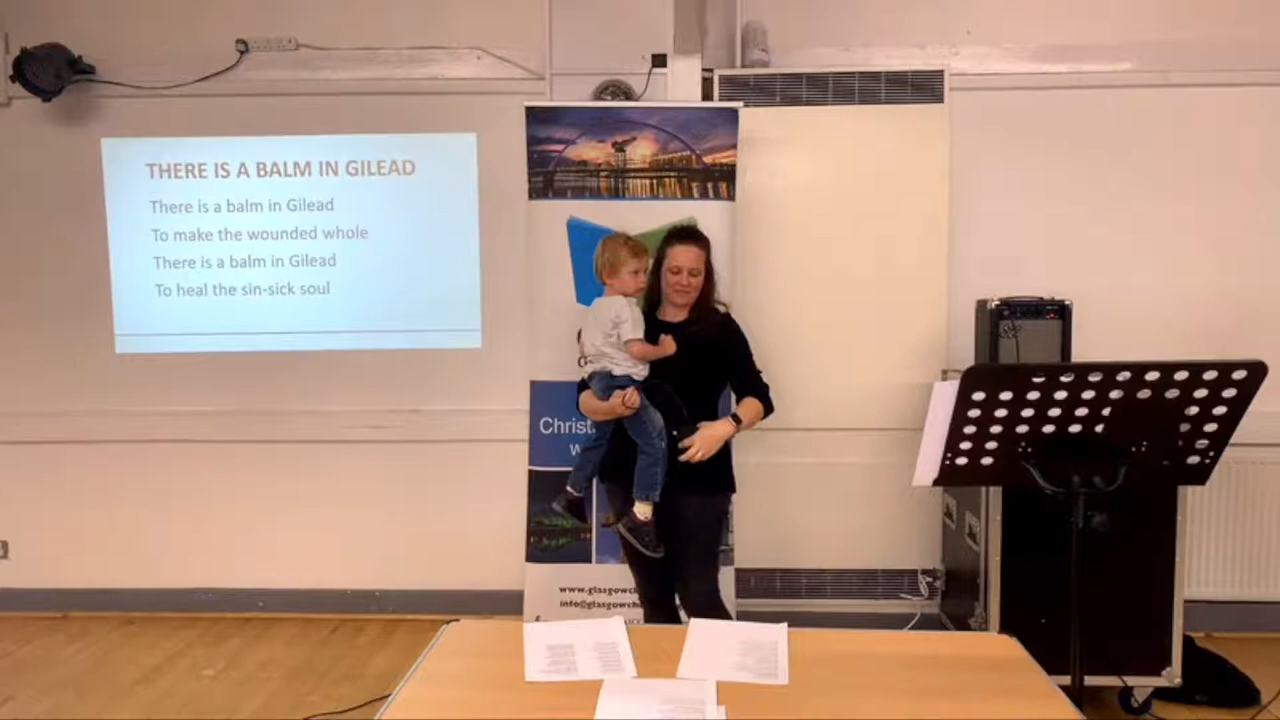 THERE IS A BALM IN GILEAD
There is a balm in Gilead
To make the wounded whole
There is a balm in Gilead
To heal the sin-sick soul
Christ
W
www.glasgowch
info@glasgowch